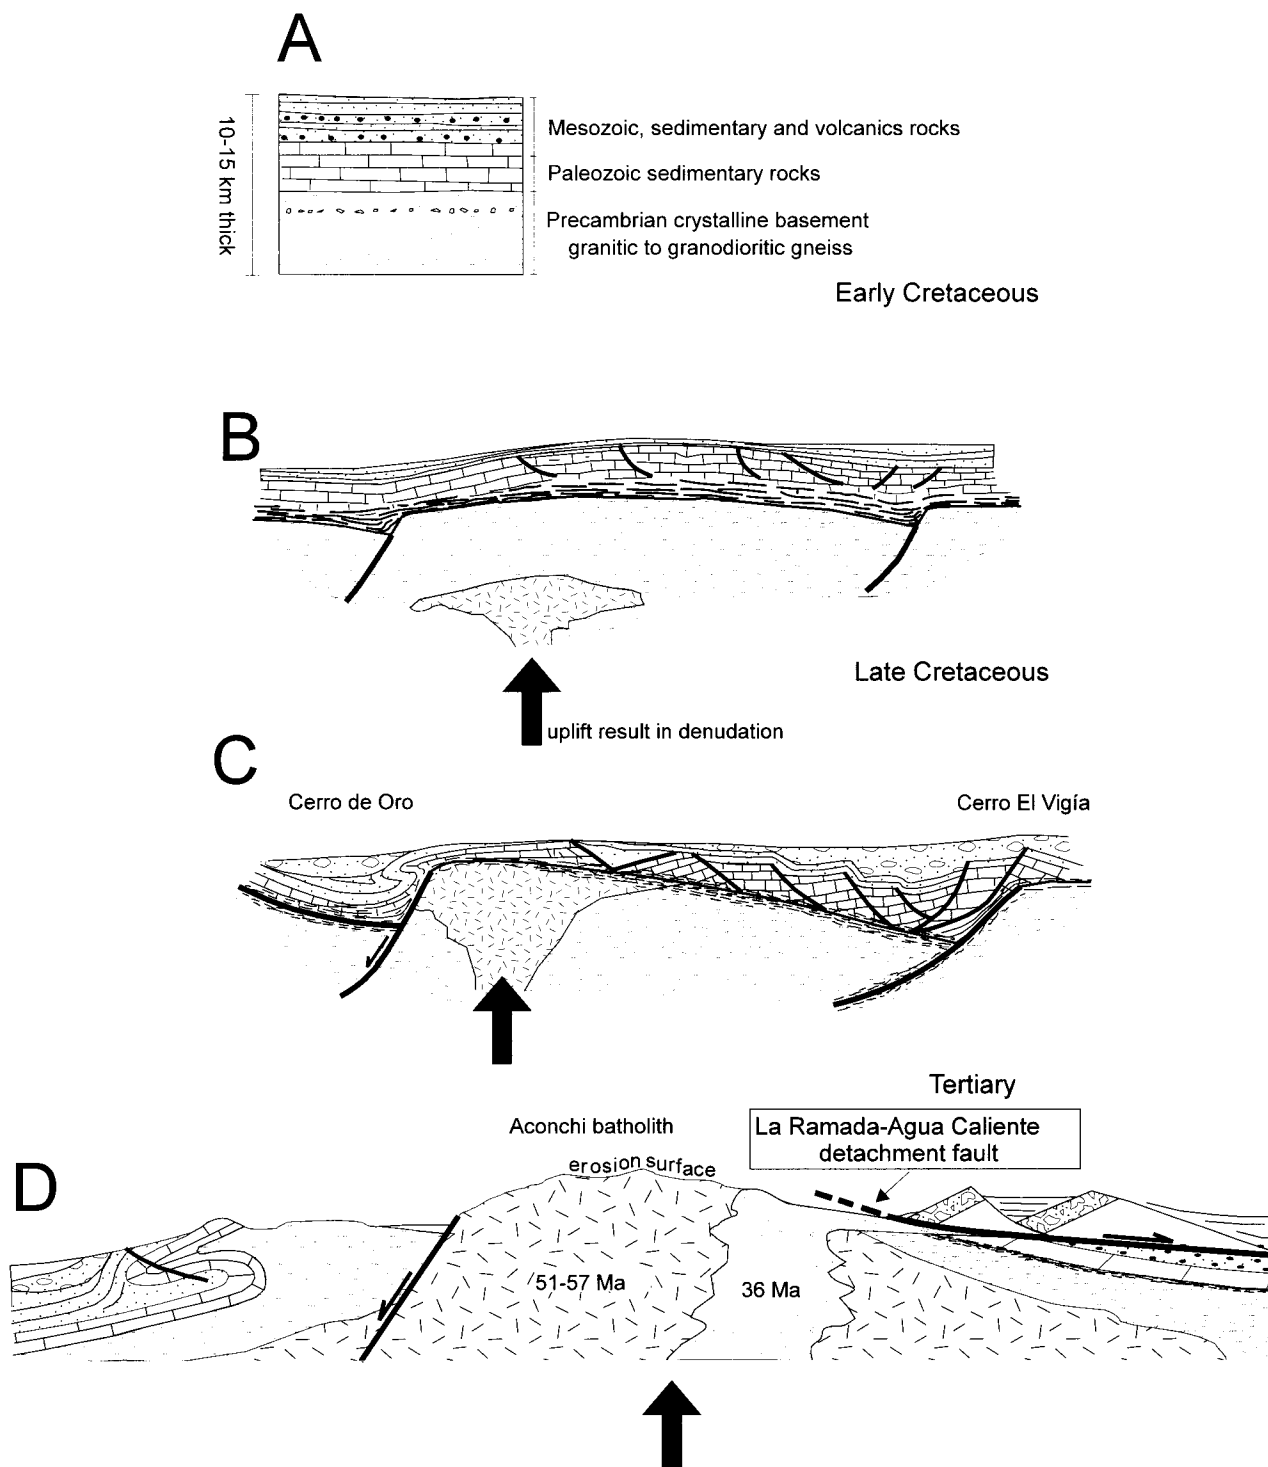 A
10-15 km thick
Mesozoic, sedimentary and volcanics rocks
Paleozoic sedimentary rocks
Precambrian crystalline basement
granitic to granodioritic gneiss
Early Cretaceous
B
Late Cretaceous
uplift result in denudation
C
Cerro de Oro
Cerro El Vigía
Tertiary
Aconchi batholith
La Ramada-Agua Caliente
detachment fault
erosion surface
D
51-57 Ma
36 Ma